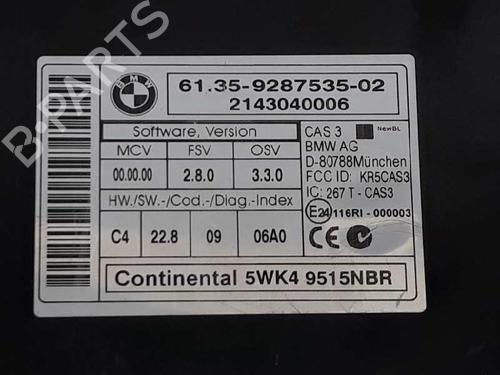 B-PARTS
BMW
61.35-9287535-02
2143040006
Software, Version
MCV FSV OSV
00.00.00 2.8.0 3.3.0
HW./SW.-/Cod.-/Diag.-Index
C4 22.8 09 06A0
CAS 3 NewBL
BMW AG
D-80788München
FCC ID: KR5CAS3
IC: 267 T - CAS3
E24 116RI - 000003
CE
Continental 5WK4 9515NBR